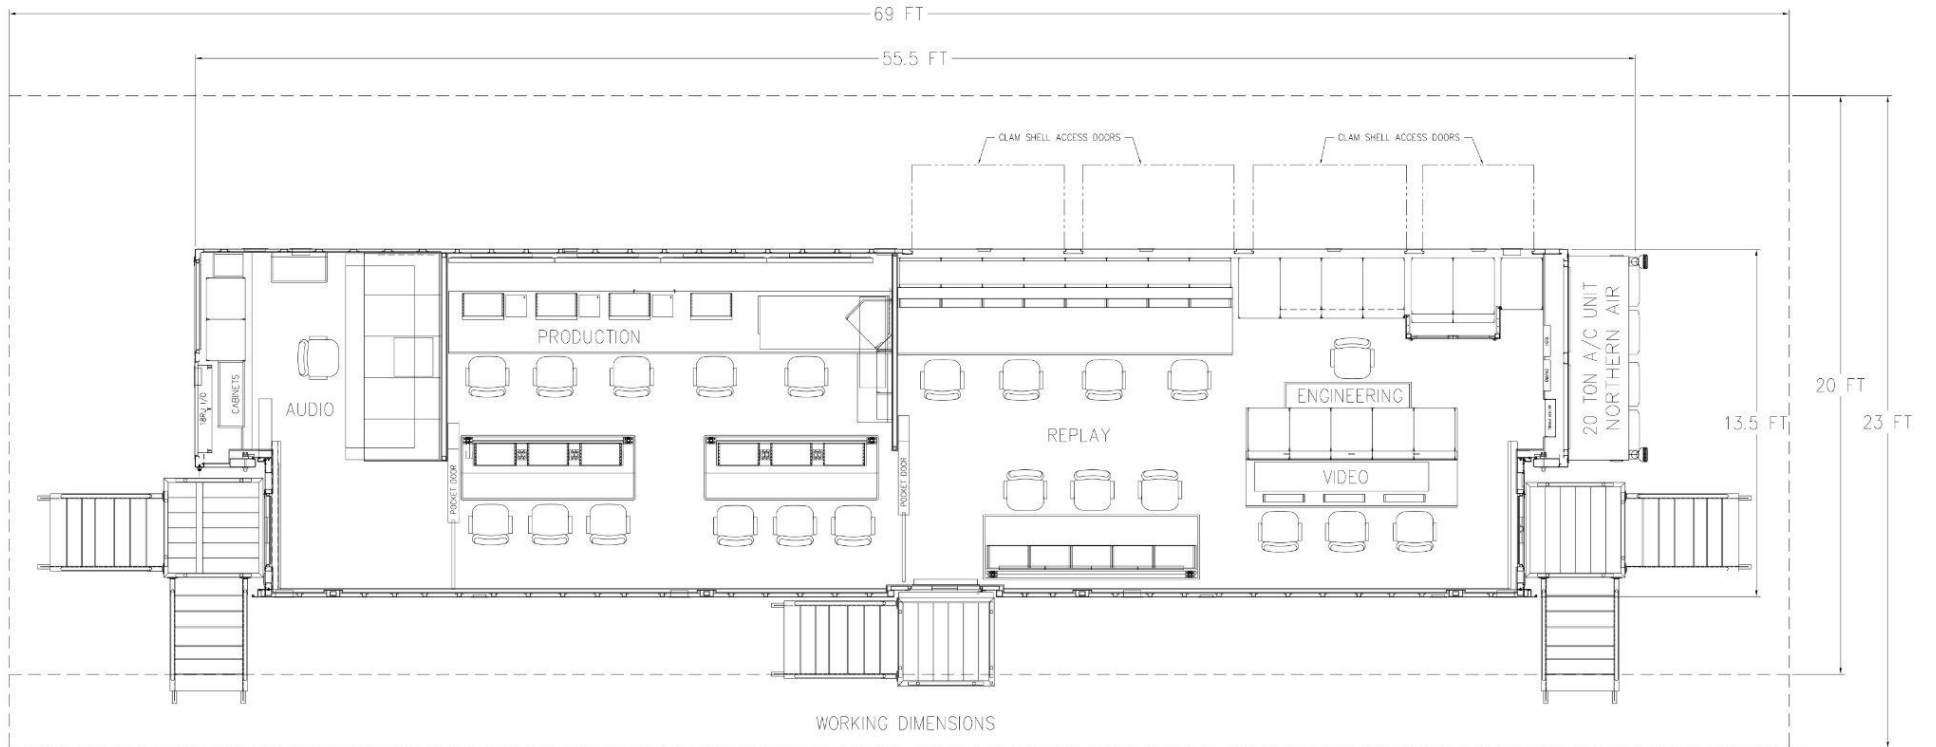 69 FT
55.5 FT
CLAM SHELL ACCESS DOORS
CLAM SHELL ACCESS DOORS
PRODUCTION
20 TON A/C UNIT
NORTHERN AIR
20 FT
CABINETS
AUDIO
ENGINEERING
13.5 FT
23 FT
REPLAY
POCKET DOOR
POCKET DOOR
VIDEO
WORKING DIMENSIONS